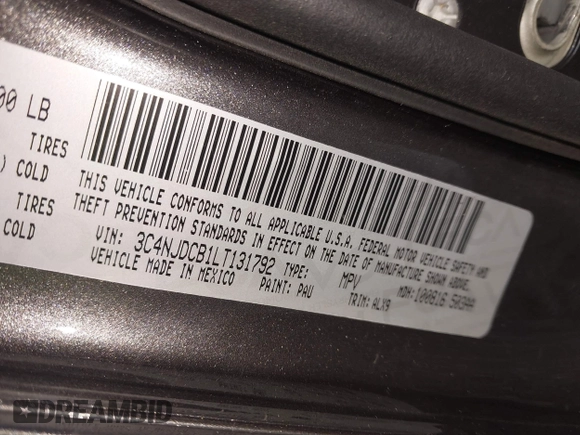 00 LB
TIRES
) COLD
TIRES
COLD
THIS VEHICLE CONFORMS TO ALL APPLICABLE U.S.A. FEDERAL MOTOR VEHICLE SAFETY AND
THEFT PREVENTION STANDARDS IN EFFECT ON THE DATE OF MANUFACTURE SHOWN ABOVE.
VIN: 3C4NJDCB1LT131792 TYPE: MPV
VEHICLE MADE IN MEXICO PAINT: PAU TRIM: ALX9 MDH:
DREAMBID